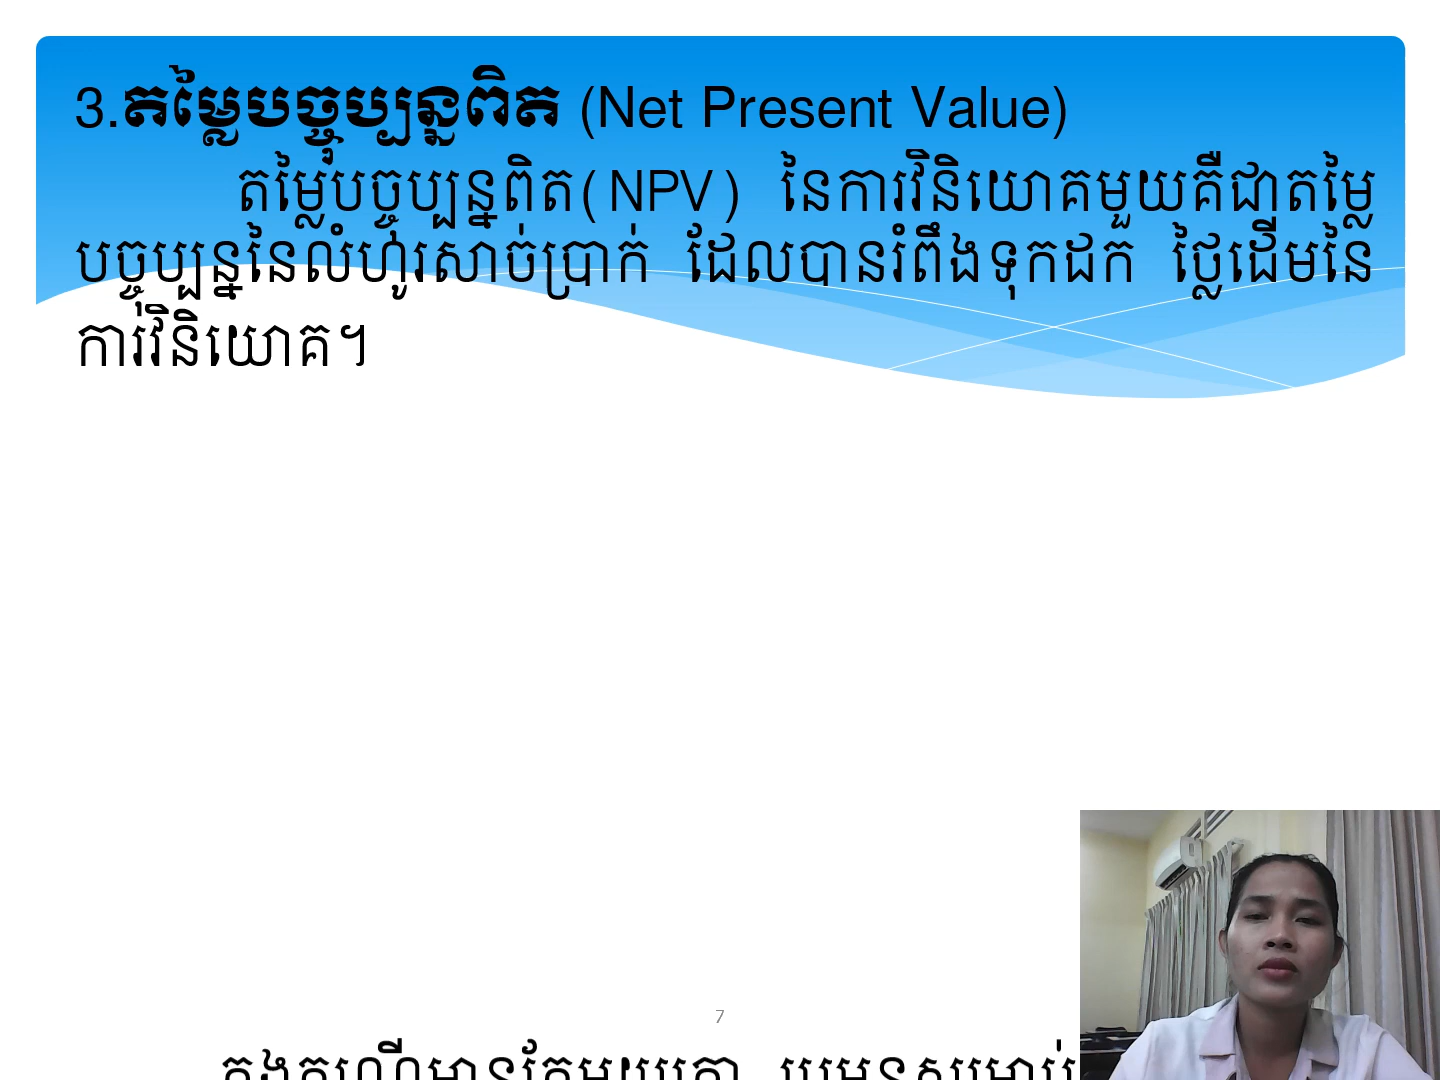 3.តម្លៃបច្ចុប្បន្នពិត (Net Present Value)
តម្លៃបច្ចុប្បន្នពិត(NPV) នៃការវិនិយោគមួយគឺជាតម្លៃ
បច្ចុប្បន្ននៃលំហូរសាច់ប្រាក់ ដែលបានរំពឹងទុកដក ថ្លៃដើមនៃ
ការវិនិយោគ។
7